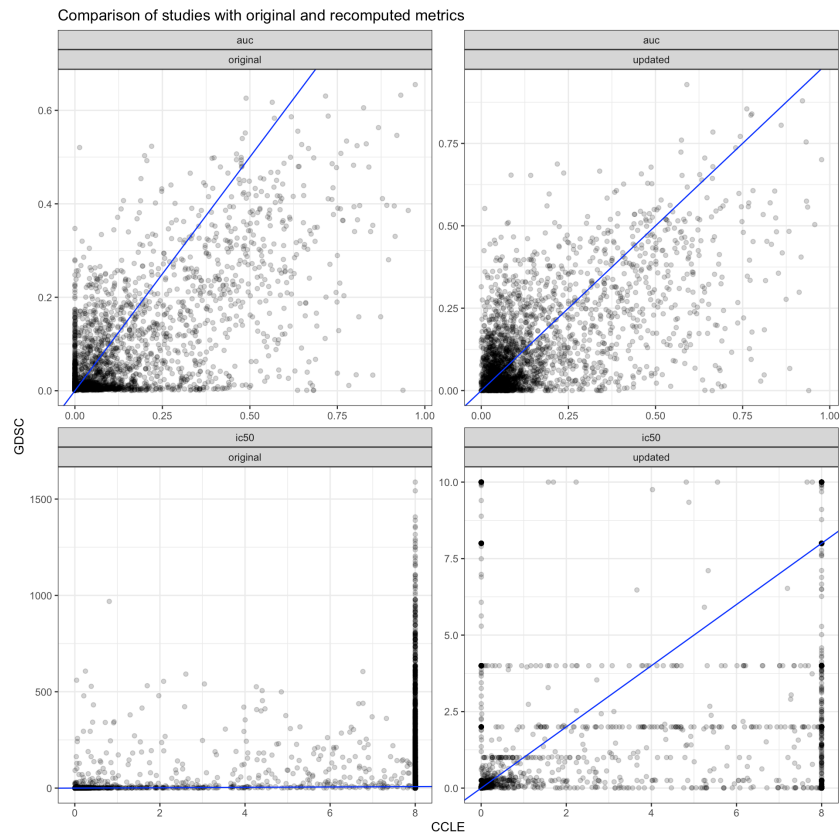 Comparison of studies with original and recomputed metrics
auc
original
auc
updated
0.6
0.4
0.2
0.0
0.75
0.50
0.25
0.00
0.00 0.25 0.50 0.75 1.00
0.00 0.25 0.50 0.75 1.00
GDSC
ic50
original
ic50
updated
1500
1000
500
0
10.0
7.5
5.0
2.5
0.0
0 2 4 6 8
0 2 4 6 8
CCLE